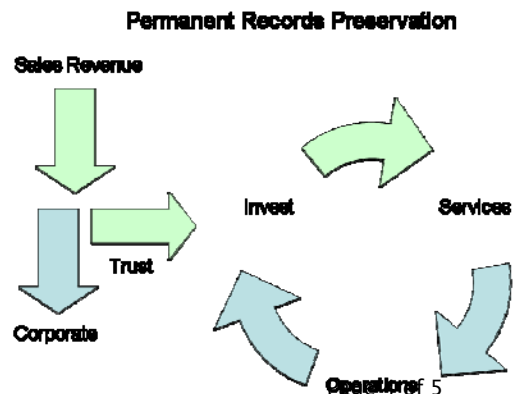 Permanent Records Preservation
Sales Revenue
Invest
Services
Trust
Corporate
Operations
of 5